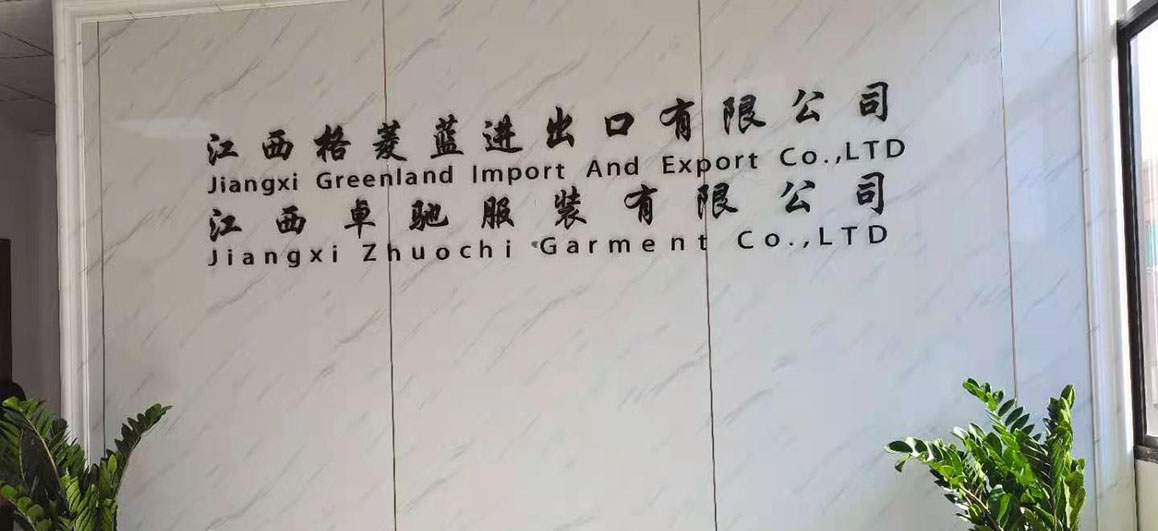 江西格菱蓝进出口有限公司
Jiangxi Greenland Import And Export Co.,LTD
江西卓驰服装有限公司
Jiangxi Zhuochi Garment Co.,LTD